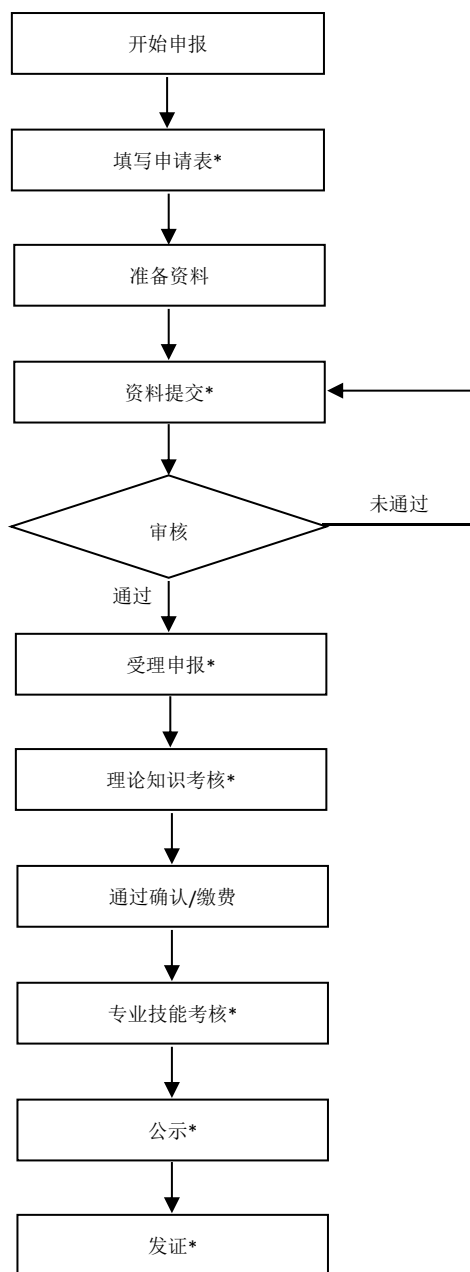 开始申报
填写申请表*
准备资料
资料提交*
未通过
审核
通过
受理申报*
理论知识考核*
通过确认/缴费
专业技能考核*
公示*
发证*